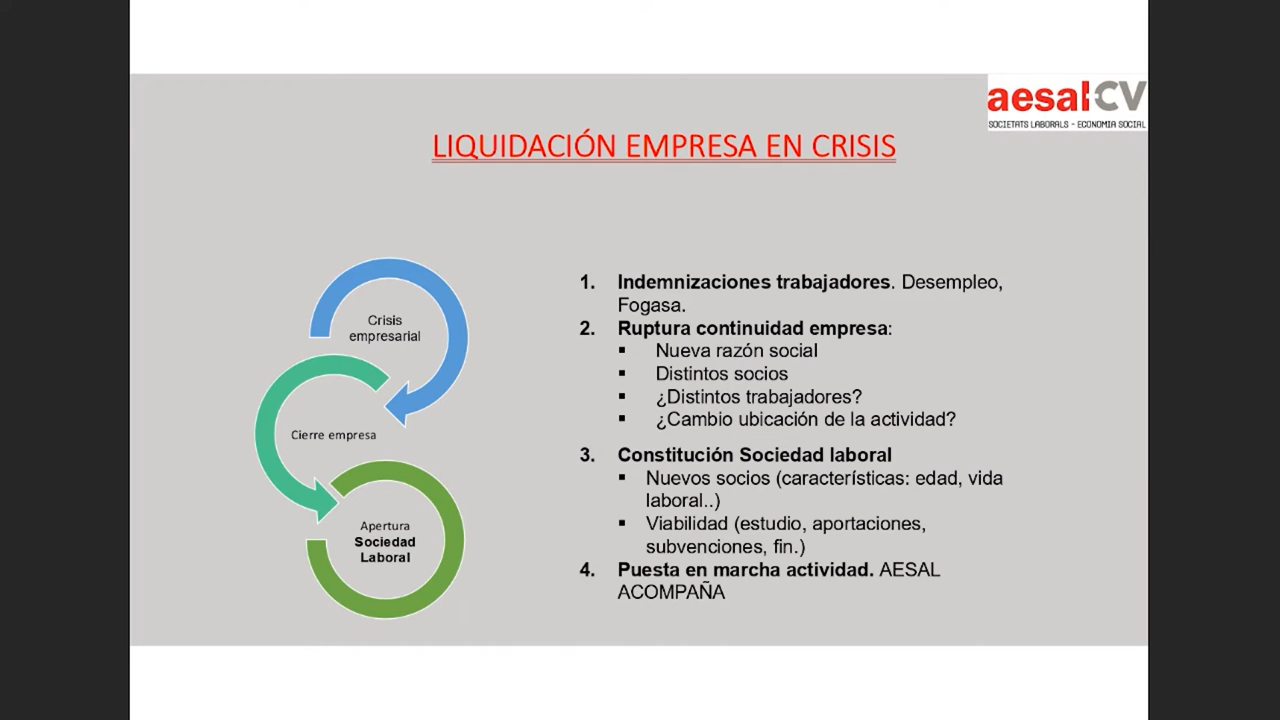 aesal-CV
SOCIETATS LABORALS - ECONOMIA SOCIAL
LIQUIDACIÓN EMPRESA EN CRISIS
Crisis
empresarial
Cierre empresa
Apertura
Sociedad
Laboral
1. Indemnizaciones trabajadores. Desempleo,
Fogasa.
2. Ruptura continuidad empresa:
▪ Nueva razón social
▪ Distintos socios
▪ ¿Distintos trabajadores?
▪ ¿Cambio ubicación de la actividad?
3. Constitución Sociedad laboral
▪ Nuevos socios (características: edad, vida
laboral..)
▪ Viabilidad (estudio, aportaciones,
subvenciones, fin.)
4. Puesta en marcha actividad. AESAL
ACOMPAÑA